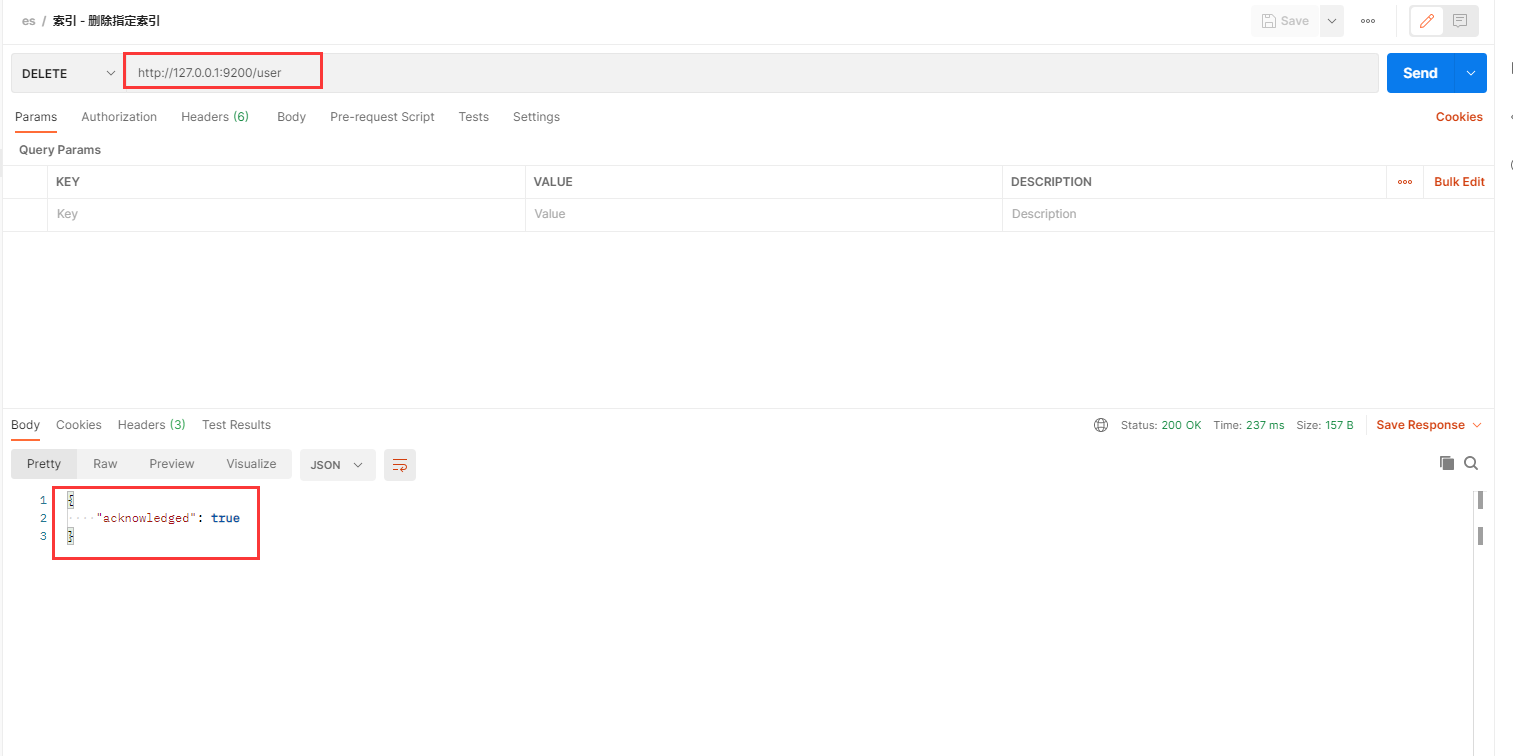 es / 索引 - 删除指定索引
Save
DELETE http://127.0.0.1:9200/user Send
Params Authorization Headers (6) Body Pre-request Script Tests Settings Cookies
Query Params
KEY VALUE DESCRIPTION Bulk Edit
Key Value Description
Body Cookies Headers (3) Test Results Status: 200 OK Time: 237 ms Size: 157 B Save Response
Pretty Raw Preview Visualize JSON
1 {
2 "acknowledged": true
3 }